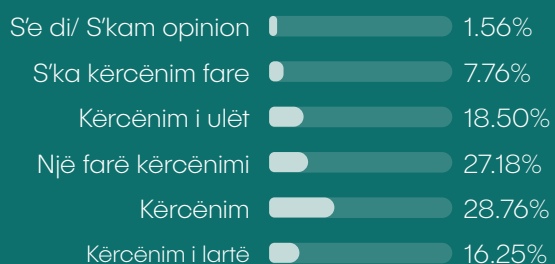 S'e di/ S'kam opinion 1.56%
S'ka kërcënim fare 7.76%
Kërcënim i ulët 18.50%
Një farë kërcënimi 27.18%
Kërcënim 28.76%
Kërcënim i lartë 16.25%